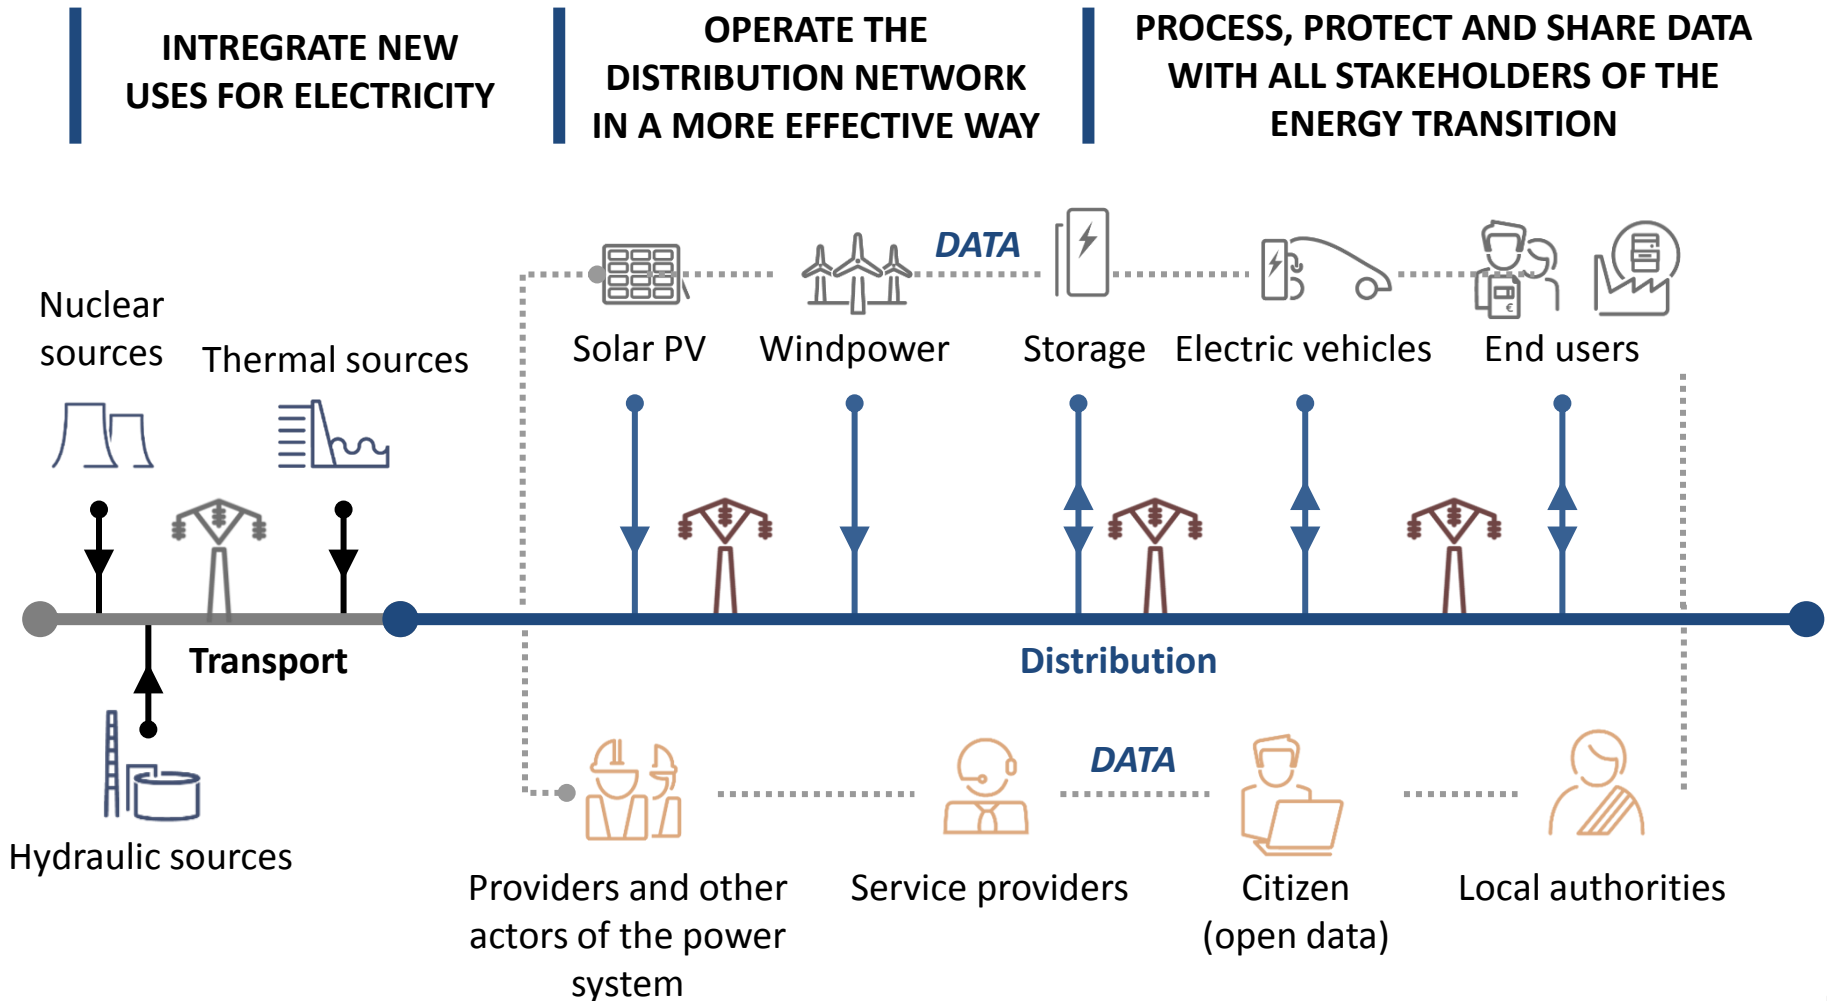 INTREGRATE NEW
USES FOR ELECTRICITY
OPERATE THE
DISTRIBUTION NETWORK
IN A MORE EFFECTIVE WAY
PROCESS, PROTECT AND SHARE DATA
WITH ALL STAKEHOLDERS OF THE
ENERGY TRANSITION
DATA
Nuclear
sources
Thermal sources
Solar PV
Windpower
Storage
Electric vehicles
€
End users
Transport
Distribution
Hydraulic sources
DATA
Providers and other
actors of the power
system
Service providers
Citizen
(open data)
Local authorities